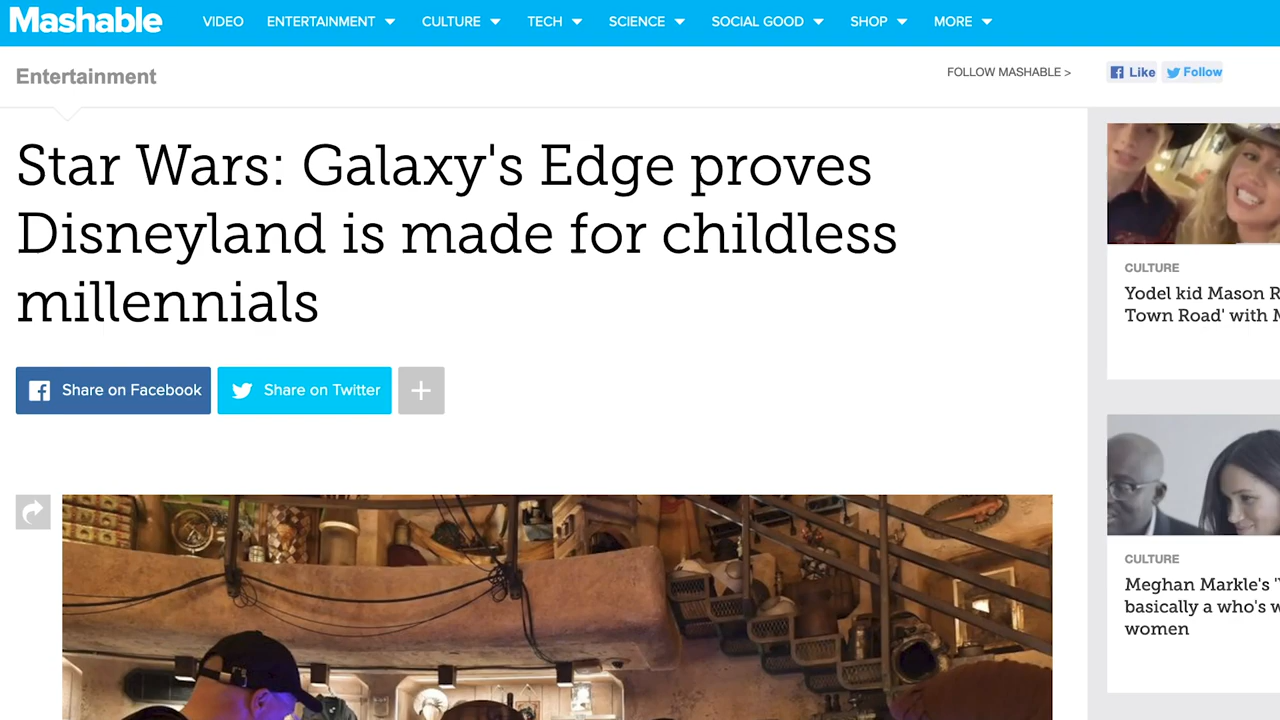 Mashable
VIDEO ENTERTAINMENT CULTURE TECH SCIENCE SOCIAL GOOD SHOP MORE
Entertainment
FOLLOW MASHABLE >
Like
Follow
Star Wars: Galaxy's Edge proves
Disneyland is made for childless
millennials
Share on Facebook
Share on Twitter
+
CULTURE
Yodel kid Mason R
Town Road' with M
CULTURE
Meghan Markle's '
basically a who's w
women